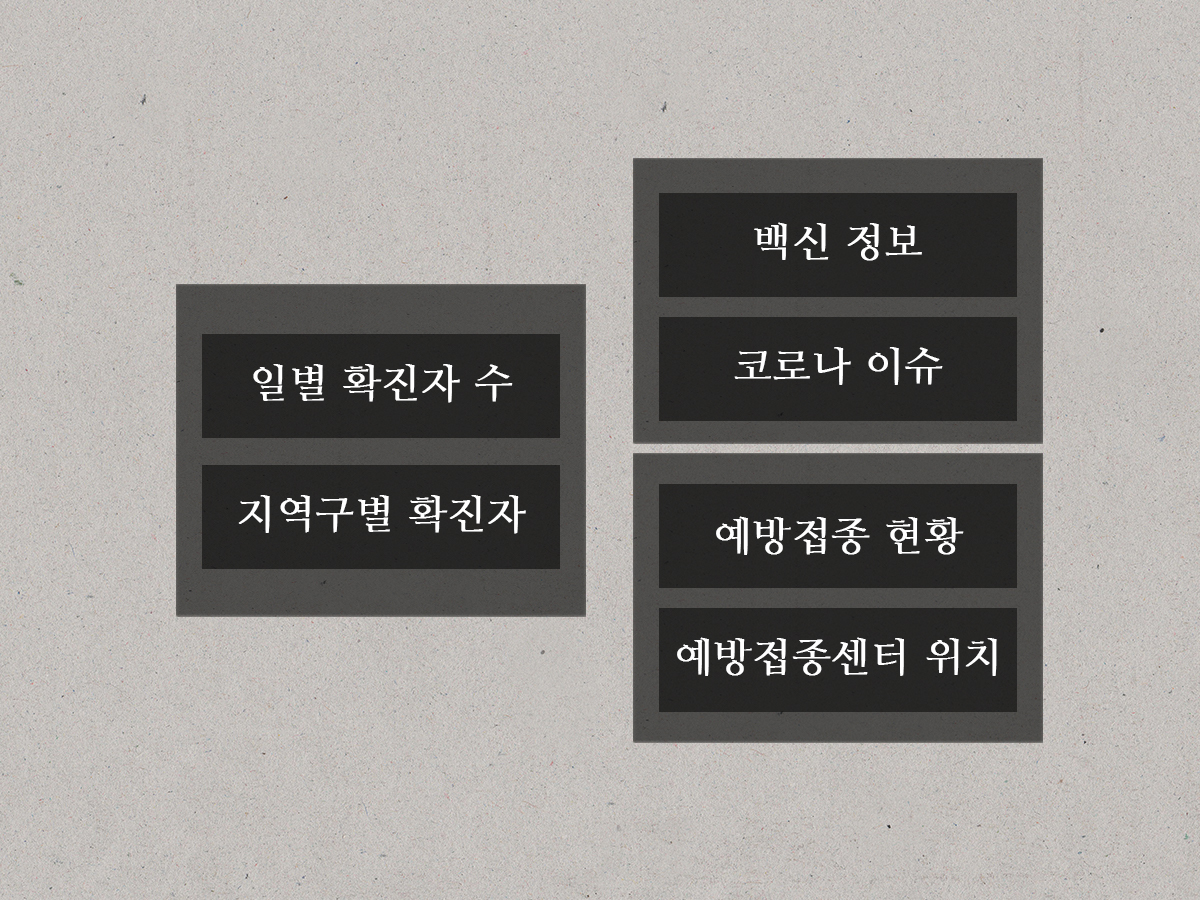 일별 확진자 수
지역구별 확진자
백신 정보
코로나 이슈
예방접종 현황
예방접종센터 위치